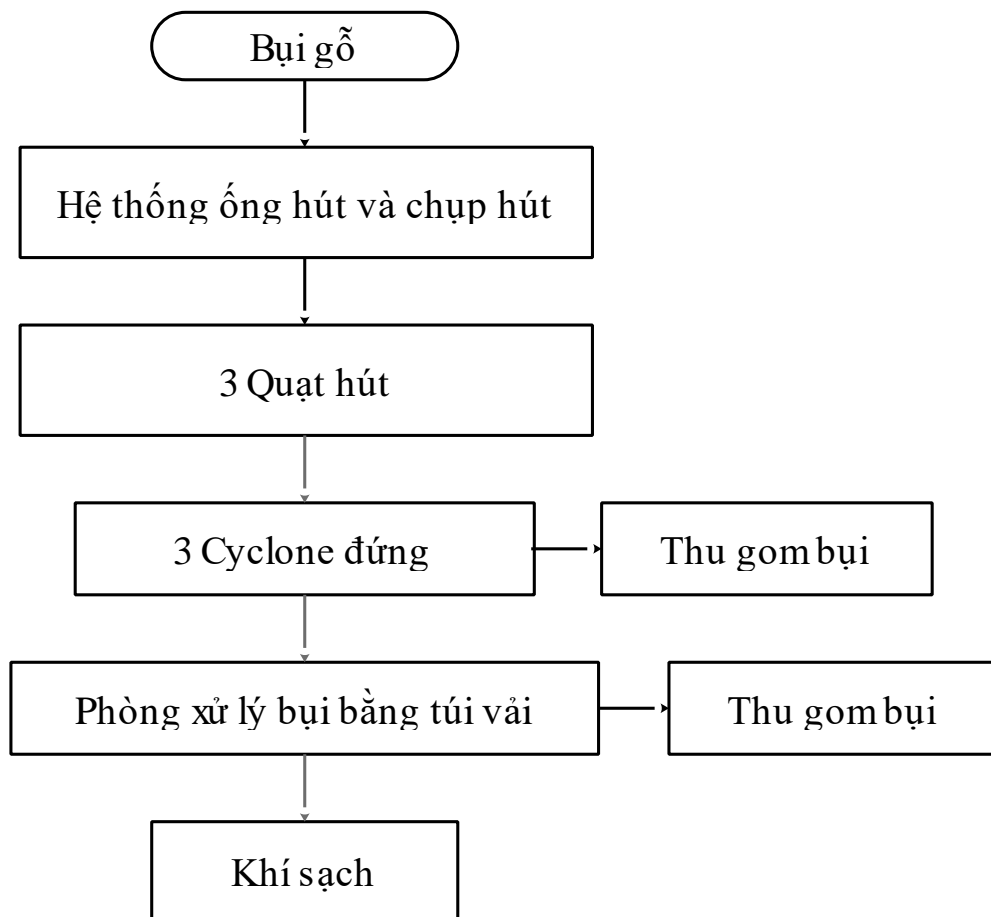 Bụi gỗ
Hệ thống ống hút và chụp hút
3 Quạt hút
3 Cyclone đứng
Thu gom bụi
Phòng xử lý bụi bằng túi vải
Thu gom bụi
Khí sạch